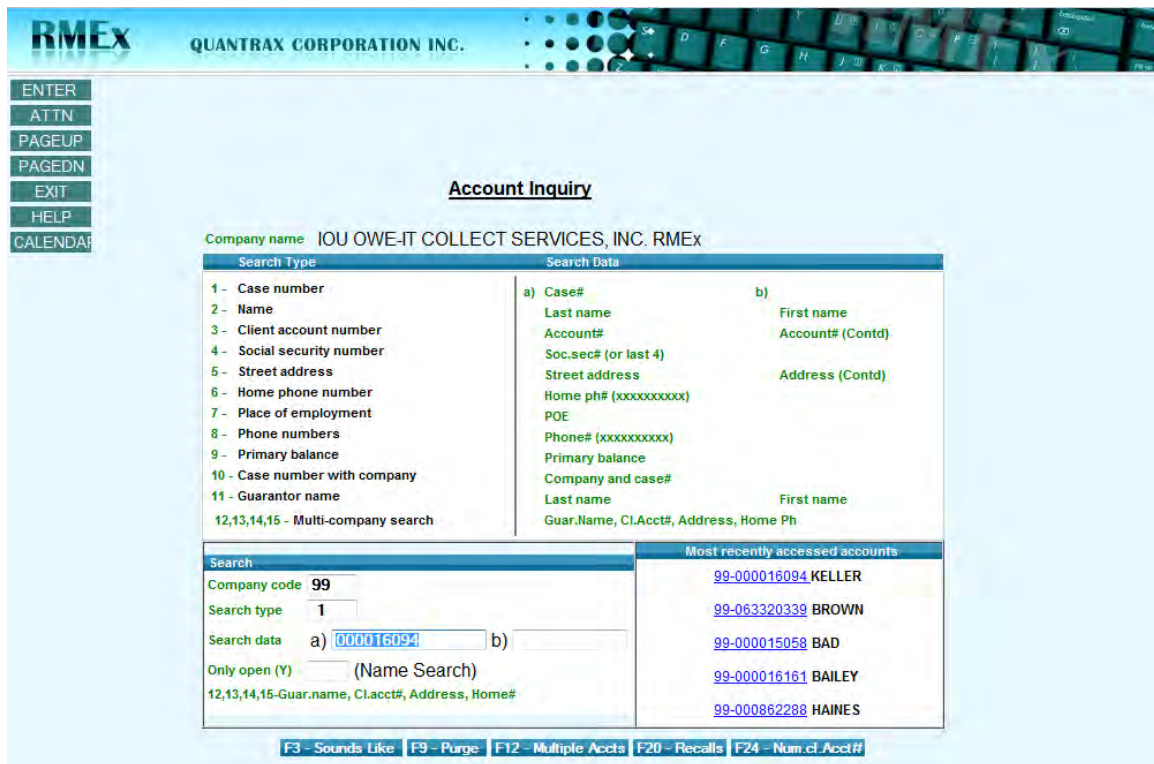 RMEx QUANTRAX CORPORATION INC.
ENTER
ATTN
PAGEUP
PAGEDN
EXIT
HELP
CALENDAR
Account Inquiry
Company name IOU OWE-IT COLLECT SERVICES, INC. RMEx
Search Type Search Data
1 - Case number a) Case# b)
2 - Name Last name First name
3 - Client account number Account# Account# (Contd)
4 - Social security number Soc.sec# (or last 4)
5 - Street address Street address Address (Contd)
6 - Home phone number Home ph# (xxxxxxxxxx)
7 - Place of employment POE
8 - Phone numbers Phone# (xxxxxxxxxx)
9 - Primary balance Primary balance
10 - Case number with company Company and case#
11 - Guarantor name Last name First name
12,13,14,15 - Multi-company search Guar.Name, Cl.Acct#, Address, Home Ph
Search
Company code 99
Search type 1
Search data a) 000016094 b)
Only open (Y) (Name Search)
12,13,14,15-Guar.name, Cl.acct#, Address, Home#
Most recently accessed accounts
99-000016094 KELLER
99-063320339 BROWN
99-000015058 BAD
99-000016161 BAILEY
99-000862288 HAINES
F3 - Sounds Like F9 - Purge F12 - Multiple Accts F20 - Recalls F24 - Num.cl.Acct#